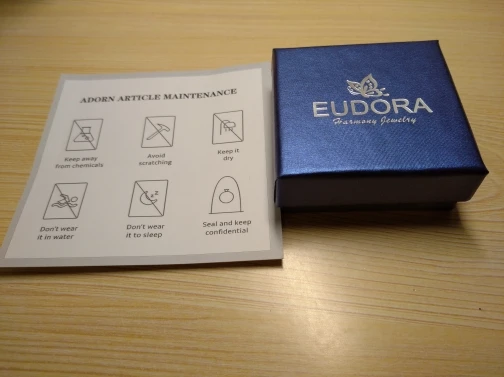 ADORN ARTICLE MAINTENANCE
Keep away
from chemicals
Avoid
scratching
Keep it
dry
Don't wear
it in water
Don't wear
it to sleep
Seal and keep
confidential
EUDORA
Harmony Jewelry